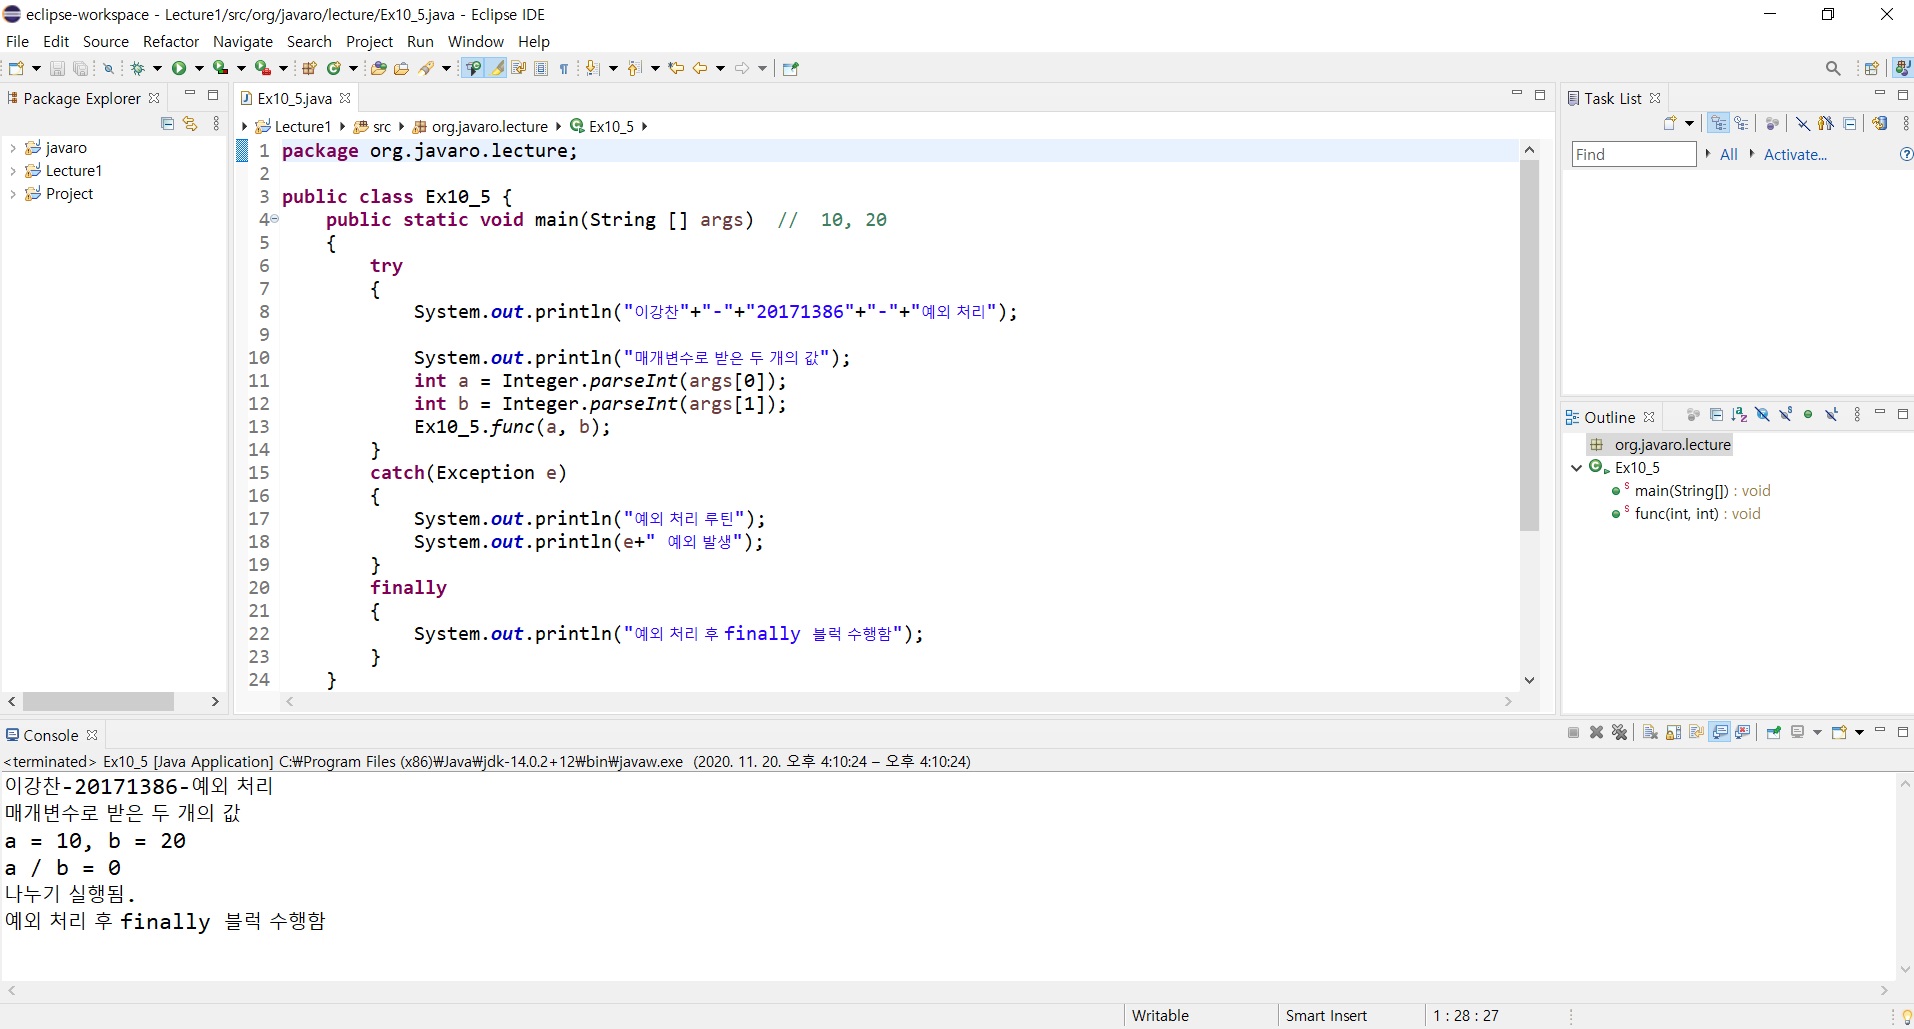 eclipse-workspace - Lecture1/src/org/javaro/lecture/Ex10_5.java - Eclipse IDE
File Edit Source Refactor Navigate Search Project Run Window Help
Package Explorer
javaro
Lecture1
Project
Ex10_5.java
Lecture1 src org.javaro.lecture Ex10_5
1 package org.javaro.lecture;
2
3 public class Ex10_5 {
4 public static void main(String [] args) // 10, 20
5 {
6 try
7 {
8 System.out.println("이강찬"+"-"+"20171386"+"-"+"예외 처리");
9
10 System.out.println("매개변수로 받은 두 개의 값");
11 int a = Integer.parseInt(args[0]);
12 int b = Integer.parseInt(args[1]);
13 Ex10_5.func(a, b);
14 }
15 catch(Exception e)
16 {
17 System.out.println("예외 처리 루틴");
18 System.out.println(e+" 예외 발생");
19 }
20 finally
21 {
22 System.out.println("예외 처리 후 finally 블럭 수행함");
23 }
24 }
Task List
Find All Activate...
Outline
org.javaro.lecture
Ex10_5
main(String[]) : void
func(int, int) : void
Console
<terminated> Ex10_5 [Java Application] C:₩Program Files (x86)₩Java₩jdk-14.0.2+12₩bin₩javaw.exe (2020. 11. 20. 오후 4:10:24 – 오후 4:10:24)
이강찬-20171386-예외 처리
매개변수로 받은 두 개의 값
a = 10, b = 20
a / b = 0
나누기 실행됨.
예외 처리 후 finally 블럭 수행함
Writable Smart Insert 1 : 28 : 27